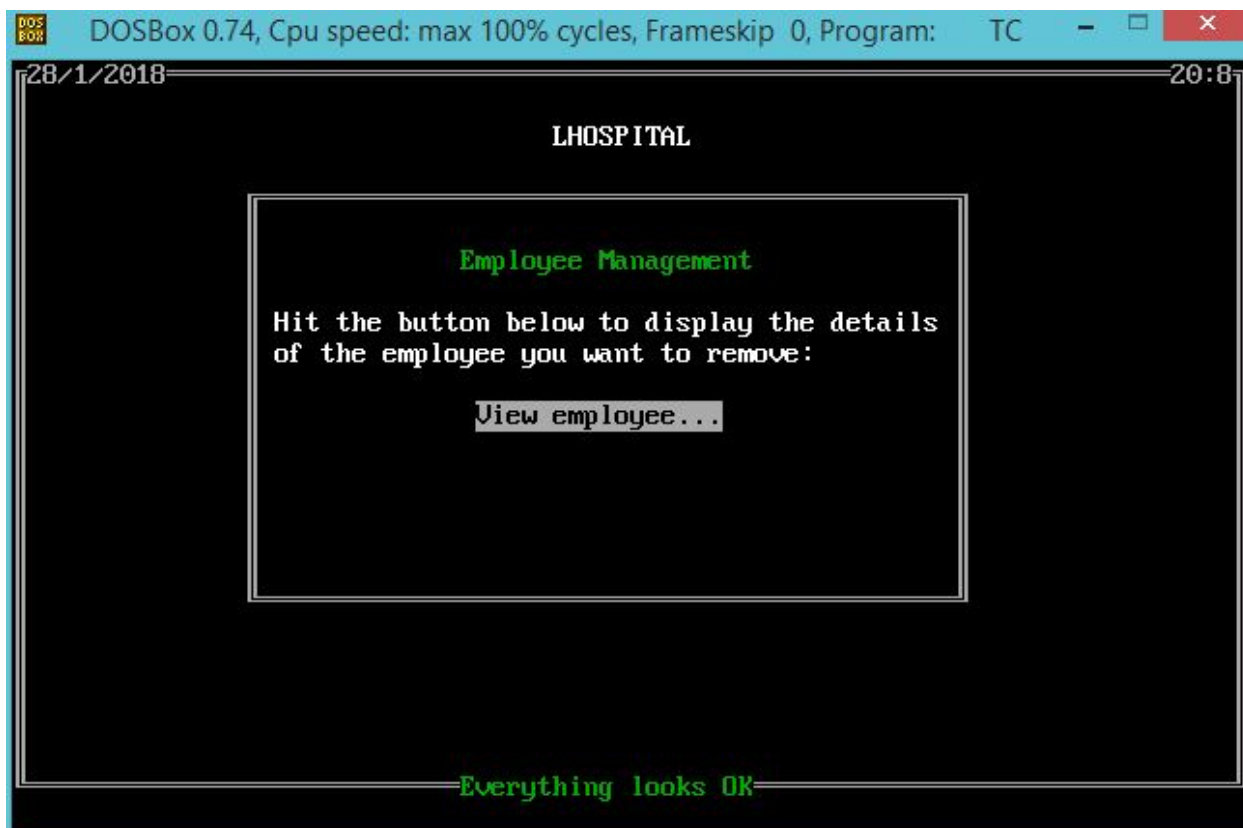 DOS
BOX
DOSBox 0.74, Cpu speed: max 100% cycles, Frameskip 0, Program: TC
28/1/2018 20:8
LHOSPITAL
Employee Management
Hit the button below to display the details
of the employee you want to remove:
View employee...
Everything looks OK